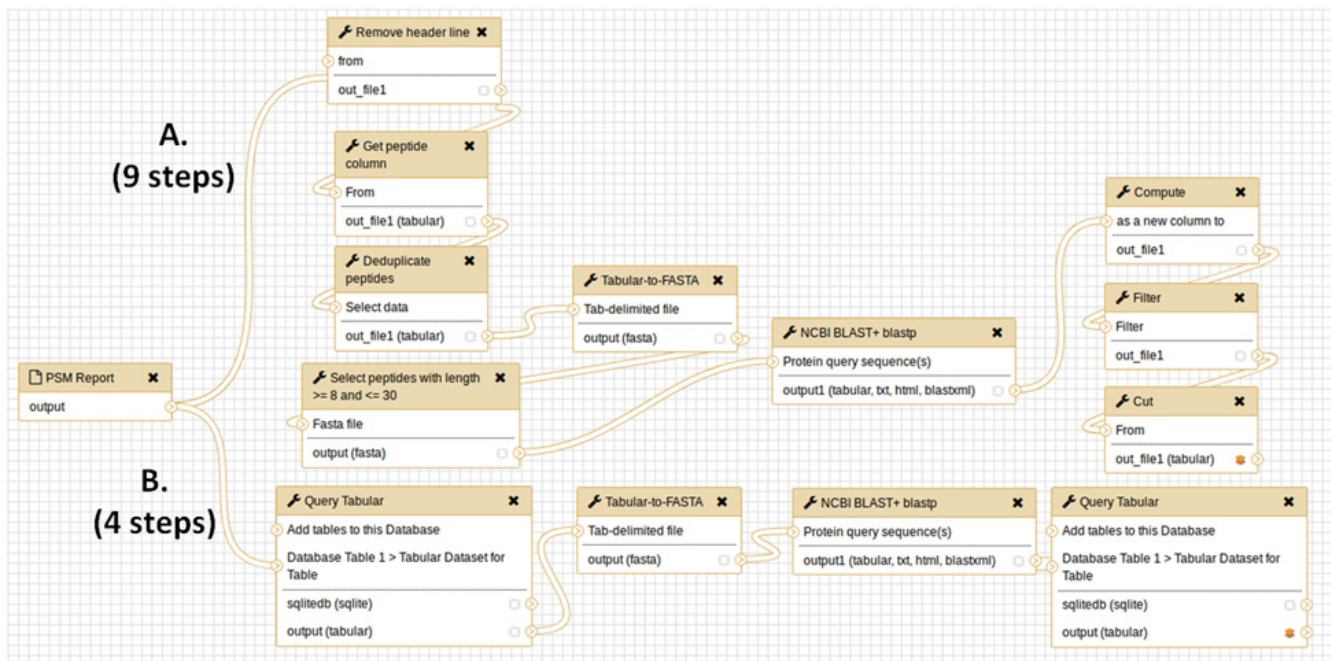 Remove header line
from
out_file1
A.
(9 steps)
Get peptide
column
From
out_file1 (tabular)
Deduplicate
peptides
Select data
out_file1 (tabular)
Tabular-to-FASTA
Tab-delimited file
output (fasta)
Select peptides with length
>= 8 and <= 30
Fasta file
output (fasta)
NCBI BLAST+ blastp
Protein query sequence(s)
output1 (tabular, txt, html, blastxml)
Compute
as a new column to
out_file1
Filter
Filter
out_file1
Cut
From
out_file1 (tabular)
PSM Report
output
B.
(4 steps)
Query Tabular
Add tables to this Database
Database Table 1 > Tabular Dataset for
Table
sqlitedb (sqlite)
output (tabular)
Tabular-to-FASTA
Tab-delimited file
output (fasta)
NCBI BLAST+ blastp
Protein query sequence(s)
output1 (tabular, txt, html, blastxml)
Query Tabular
Add tables to this Database
Database Table 1 > Tabular Dataset for
Table
sqlitedb (sqlite)
output (tabular)